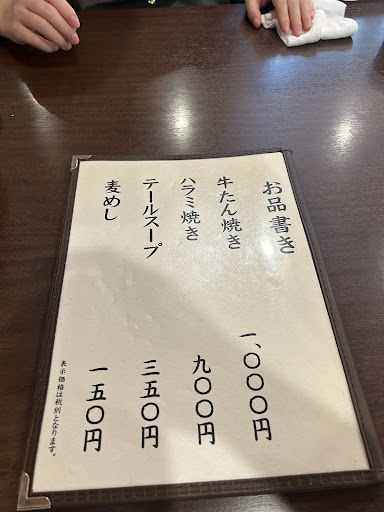 お品書き
牛たん焼き 一、〇〇〇円
ハラミ焼き 九〇〇円
テールスープ 三五〇円
麦めし 一五〇円
表示価格は税別となります。